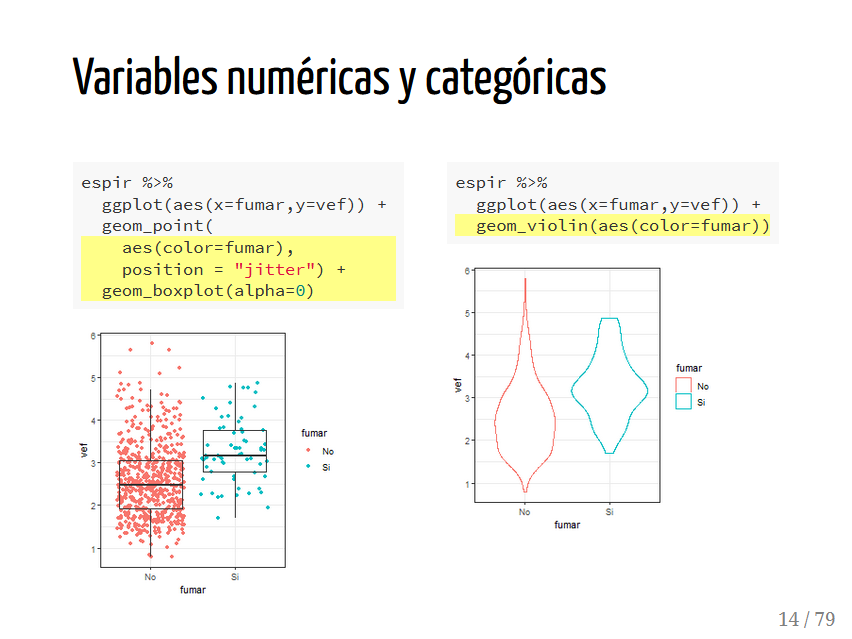 Variables numéricas y categóricas
espir %>%
ggplot(aes(x=fumar,y=vef)) +
geom_point(
aes(color=fumar),
position = "jitter") +
geom_boxplot(alpha=0)
6
5
4
3
2
1
vef
No
Si
fumar
fumar
No
Si
espir %>%
ggplot(aes(x=fumar,y=vef)) +
geom_violin(aes(color=fumar))
6
5
4
3
2
1
vef
No
Si
fumar
fumar
No
Si
14 / 79